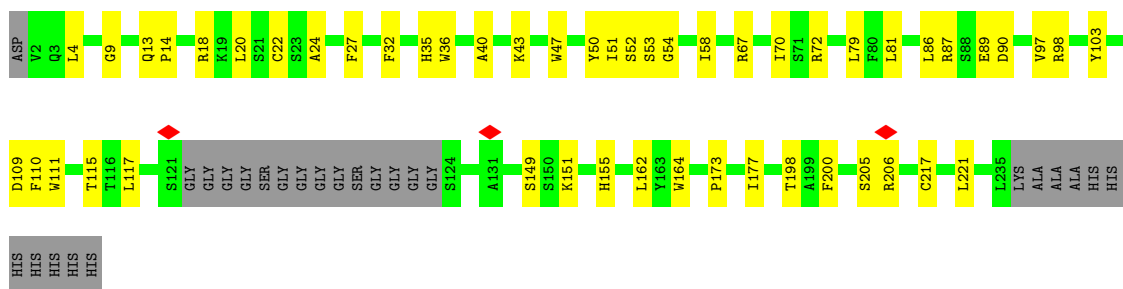 ASP V2 Q3 L4 G9 Q13 P14 R18 K19 L20 S21 C22 S23 A24 F27 F32 H35 W36 A40 K43 W47 Y50 I51 S52 S53 G54 I58 R67 I70 S71 R72 L79 F80 L81 L86 R87 S88 E89 D90 V97 R98 Y103
D109 F110 W111 T115 T116 L117 S121 GLY GLY GLY GLY SER GLY GLY GLY GLY SER GLY GLY GLY GLY S124 A131 S149 S150 K151 H155 L162 Y163 W164 P173 I177 T198 A199 F200 S205 R206 C217 L221 L235 LYS ALA ALA ALA HIS HIS
HIS HIS HIS HIS HIS